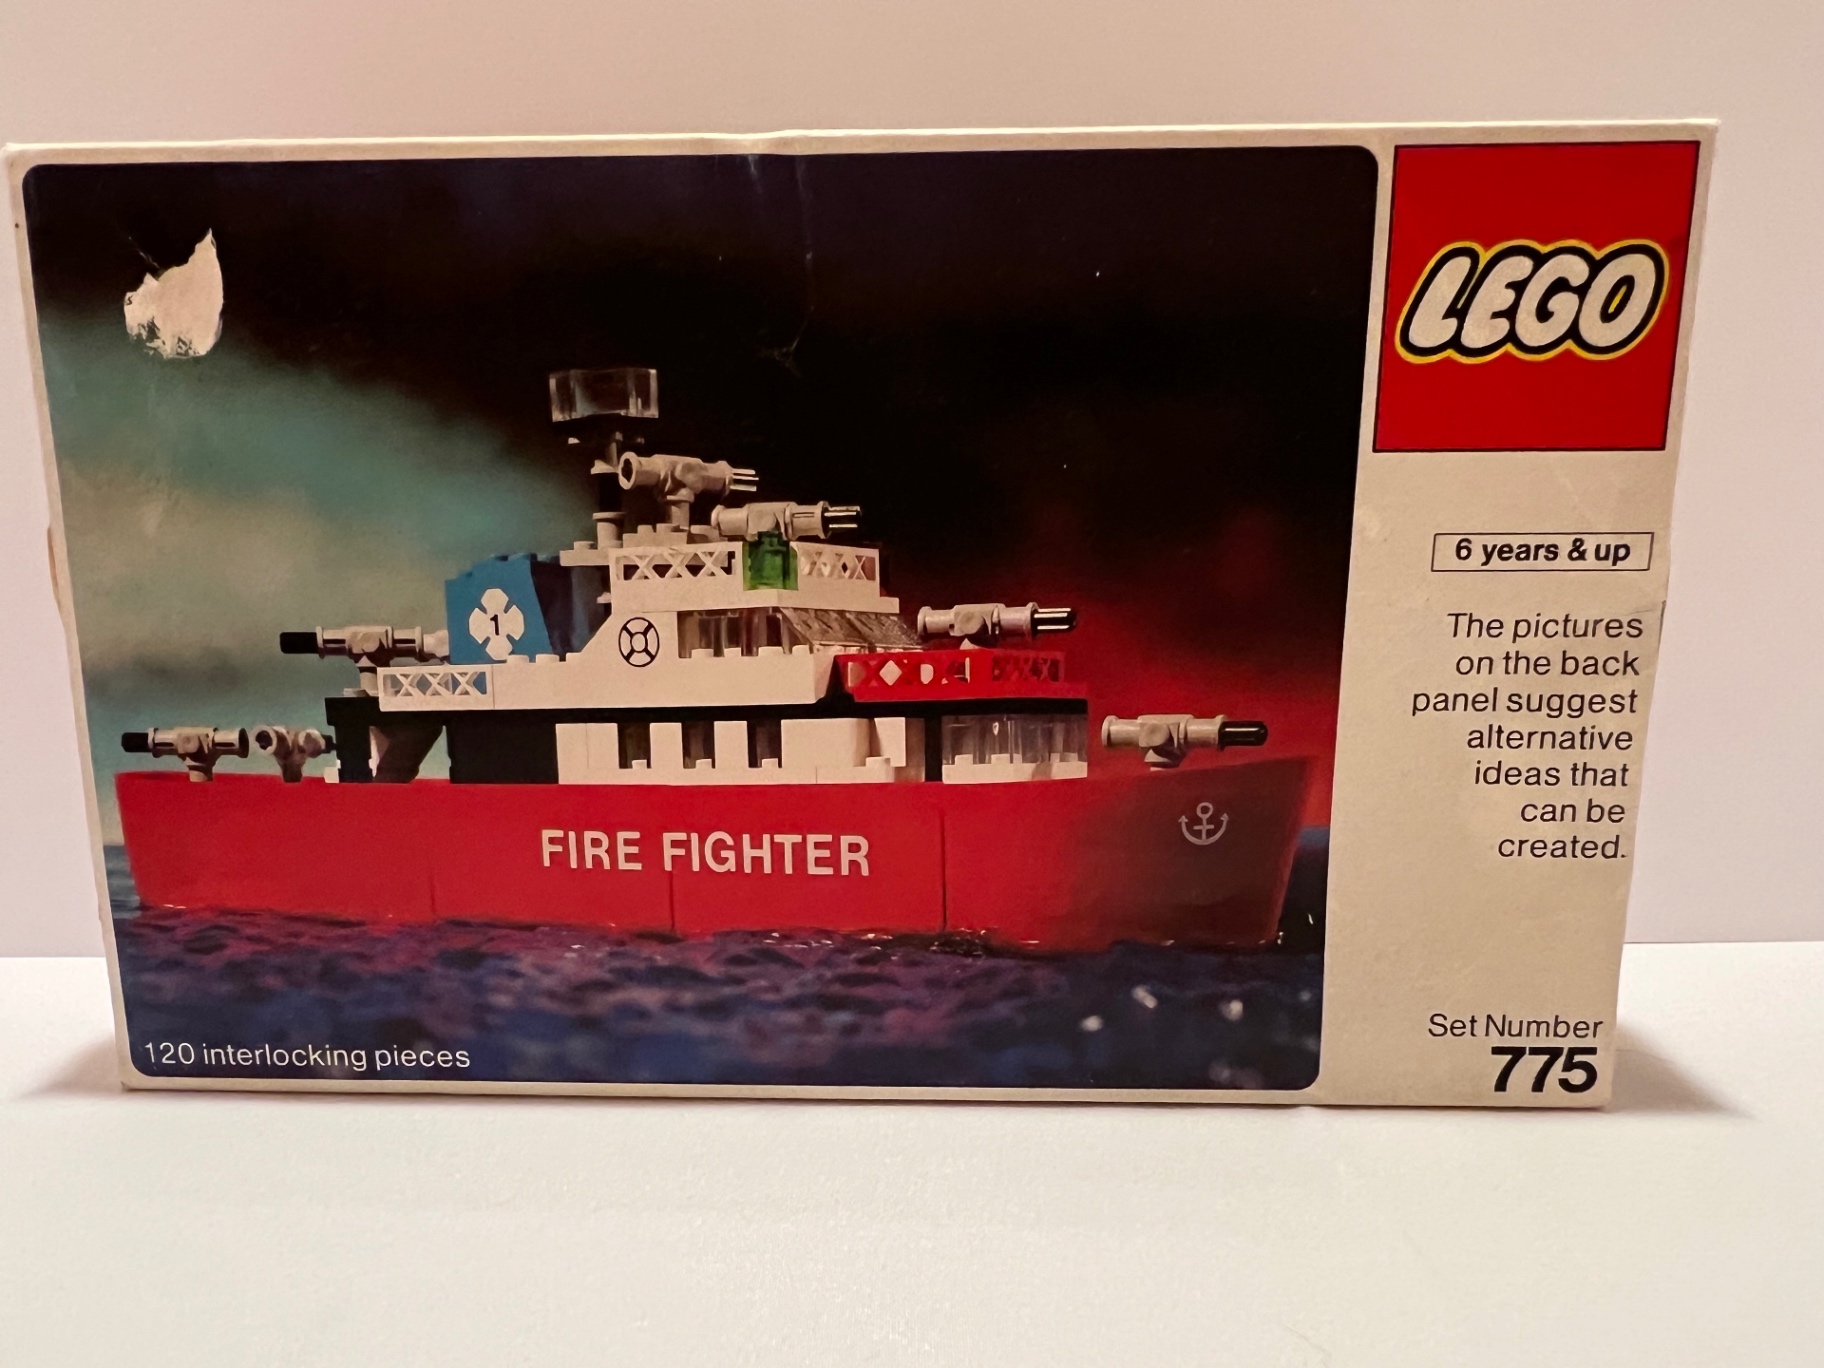 LEGO
6 years & up
The pictures
on the back
panel suggest
alternative
ideas that
can be
created.
1
FIRE FIGHTER
120 interlocking pieces
Set Number
775